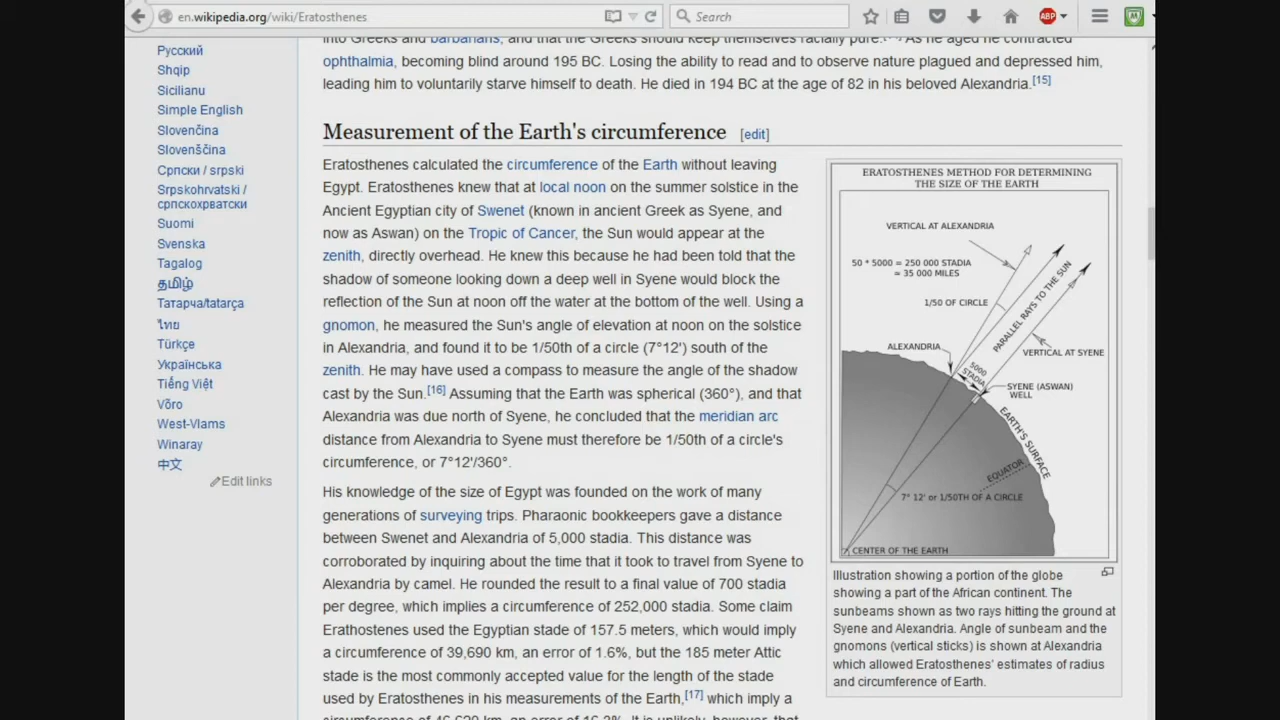 en.wikipedia.org/wiki/Eratosthenes
Search
ABP
Русский
Shqip
Sicilianu
Simple English
Slovenčina
Slovenščina
Српски / srpski
Srpskohrvatski /
српскохрватски
Suomi
Svenska
Tagalog
தமிழ்
Татарча/tatarça
ไทย
Türkçe
Українська
Tiếng Việt
Võro
West-Vlams
Winaray
中文
Edit links
into Greeks and barbarians, and that the Greeks should keep themselves racially pure. As he aged he contracted
ophthalmia, becoming blind around 195 BC. Losing the ability to read and to observe nature plagued and depressed him,
leading him to voluntarily starve himself to death. He died in 194 BC at the age of 82 in his beloved Alexandria.[15]
Measurement of the Earth's circumference [edit]
Eratosthenes calculated the circumference of the Earth without leaving
Egypt. Eratosthenes knew that at local noon on the summer solstice in the
Ancient Egyptian city of Swenet (known in ancient Greek as Syene, and
now as Aswan) on the Tropic of Cancer, the Sun would appear at the
zenith, directly overhead. He knew this because he had been told that the
shadow of someone looking down a deep well in Syene would block the
reflection of the Sun at noon off the water at the bottom of the well. Using a
gnomon, he measured the Sun's angle of elevation at noon on the solstice
in Alexandria, and found it to be 1/50th of a circle (7°12') south of the
zenith. He may have used a compass to measure the angle of the shadow
cast by the Sun.[16] Assuming that the Earth was spherical (360°), and that
Alexandria was due north of Syene, he concluded that the meridian arc
distance from Alexandria to Syene must therefore be 1/50th of a circle's
circumference, or 7°12'/360°.
His knowledge of the size of Egypt was founded on the work of many
generations of surveying trips. Pharaonic bookkeepers gave a distance
between Swenet and Alexandria of 5,000 stadia. This distance was
corroborated by inquiring about the time that it took to travel from Syene to
Alexandria by camel. He rounded the result to a final value of 700 stadia
per degree, which implies a circumference of 252,000 stadia. Some claim
Erathostenes used the Egyptian stade of 157.5 meters, which would imply
a circumference of 39,690 km, an error of 1.6%, but the 185 meter Attic
stade is the most commonly accepted value for the length of the stade
used by Eratosthenes in his measurements of the Earth,[17] which imply a
circumference of 46,620 km, an error of 16.3%. It is unlikely, however, that
ERATOSTHENES METHOD FOR DETERMINING
THE SIZE OF THE EARTH
VERTICAL AT ALEXANDRIA
50 * 5000 = 250 000 STADIA
≈ 35 000 MILES
1/50 OF CIRCLE
PARALLEL RAYS TO THE SUN
ALEXANDRIA
VERTICAL AT SYENE
5000
STADIA
SYENE (ASWAN)
WELL
EARTH'S SURFACE
EQUATOR
7° 12' or 1/50TH OF A CIRCLE
CENTER OF THE EARTH
Illustration showing a portion of the globe
showing a part of the African continent. The
sunbeams shown as two rays hitting the ground at
Syene and Alexandria. Angle of sunbeam and the
gnomons (vertical sticks) is shown at Alexandria
which allowed Eratosthenes' estimates of radius
and circumference of Earth.